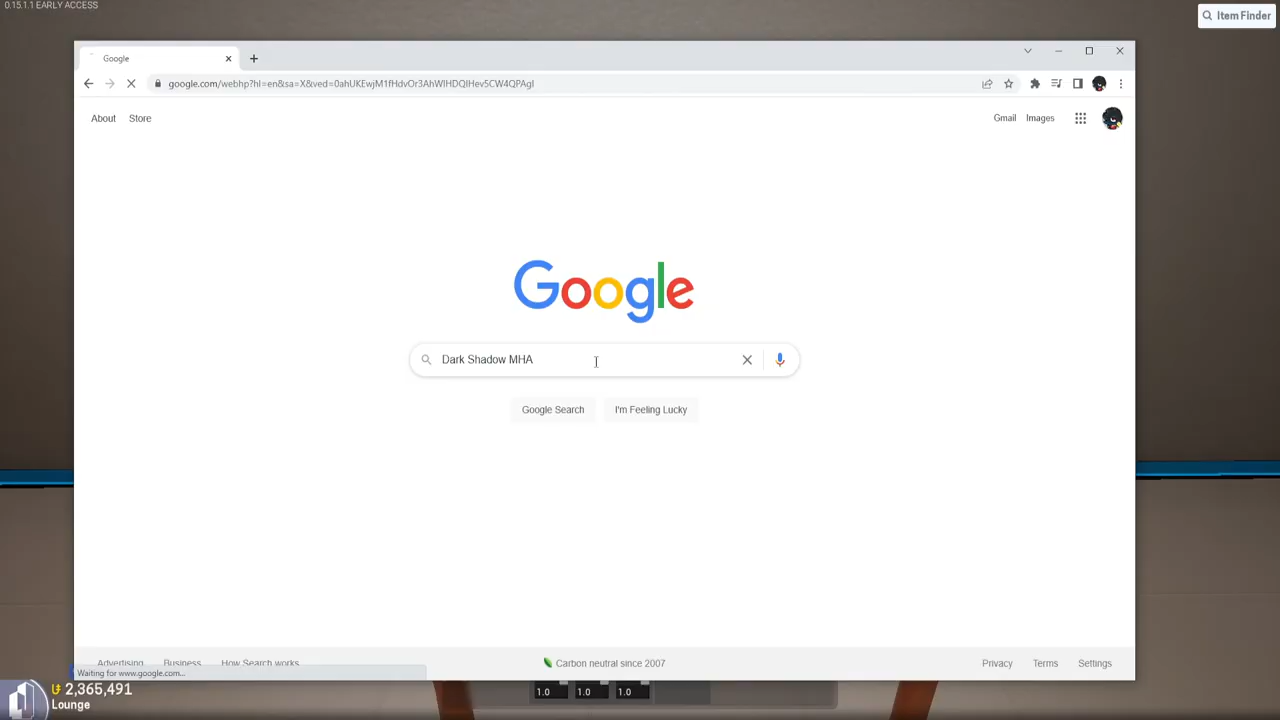 0.15.1.1 EARLY ACCESS
Item Finder
Google
google.com/webhp?hl=en&sa=X&ved=0ahUKEwjM1fHdvOr3AhWlHDQIHev5CW4QPAgI
About Store
Gmail Images
Google
Dark Shadow MHA
Google Search I'm Feeling Lucky
Advertising Business How Search works
Carbon neutral since 2007
Privacy Terms Settings
Waiting for www.google.com...
2,365,491
Lounge
1.0 1.0 1.0